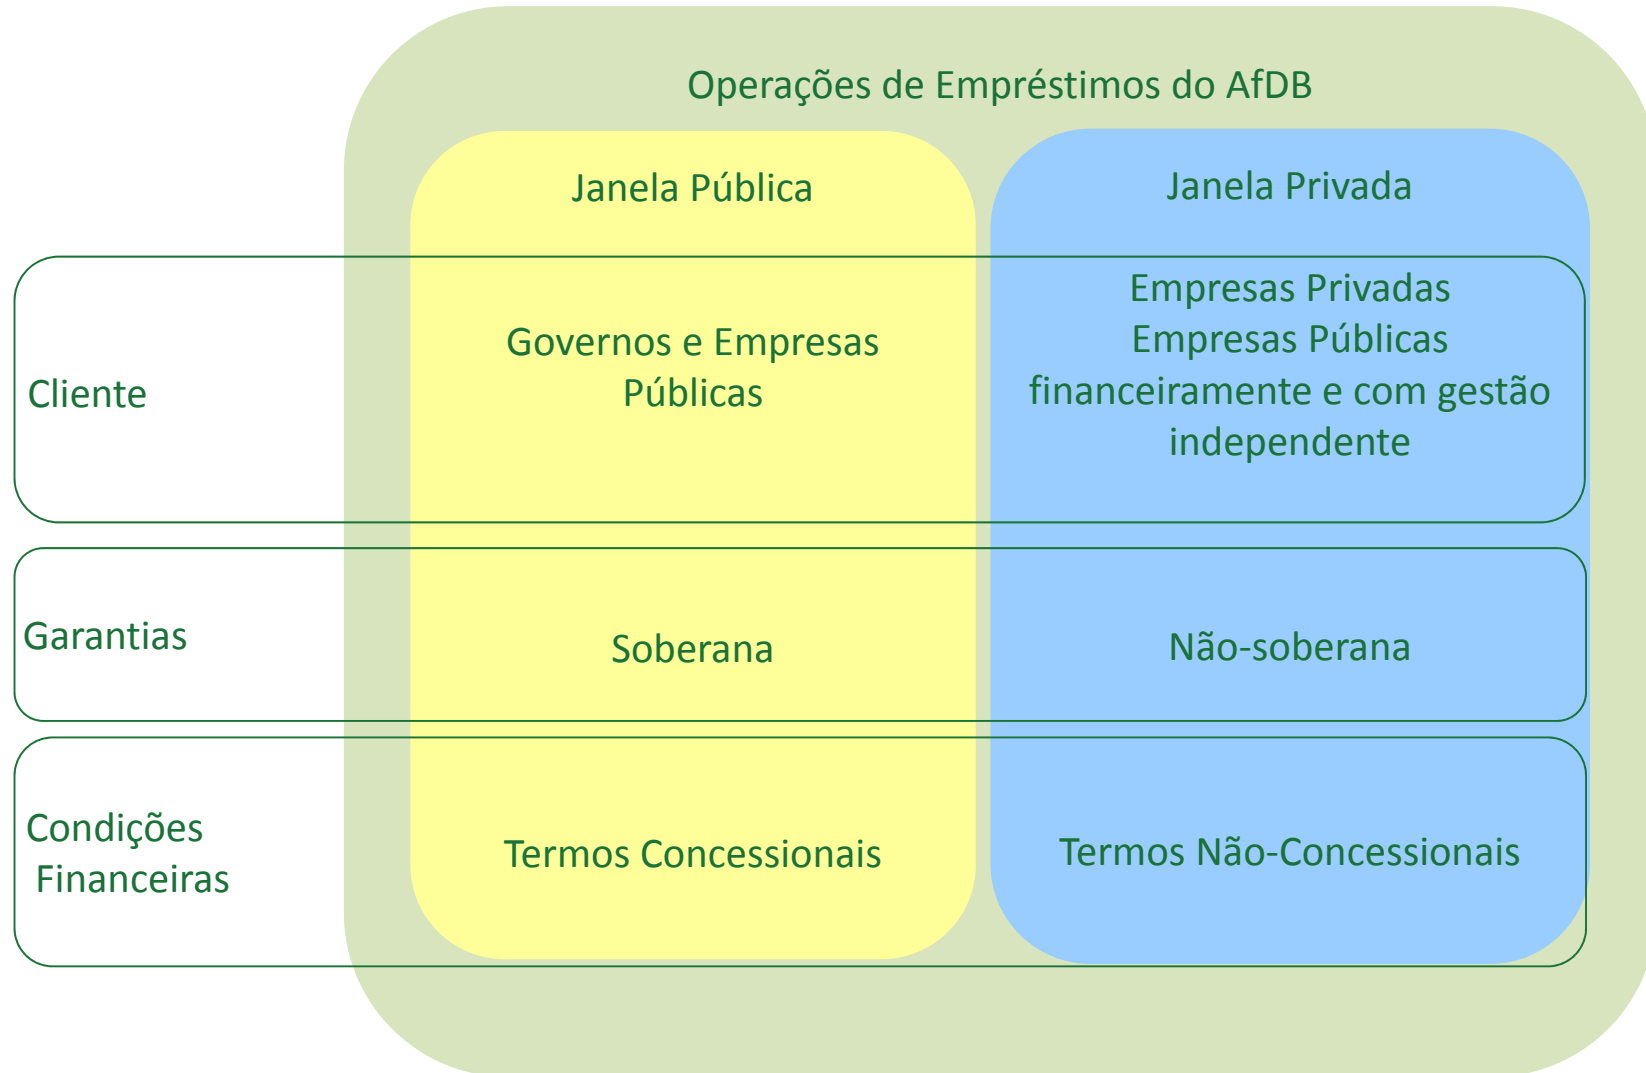 Operações de Empréstimos do AfDB
Janela Pública
Janela Privada
Cliente
Governos e Empresas
Públicas
Empresas Privadas
Empresas Públicas
financeiramente e com gestão
independente
Garantias
Soberana
Não-soberana
Condições
Financeiras
Termos Concessionais
Termos Não-Concessionais